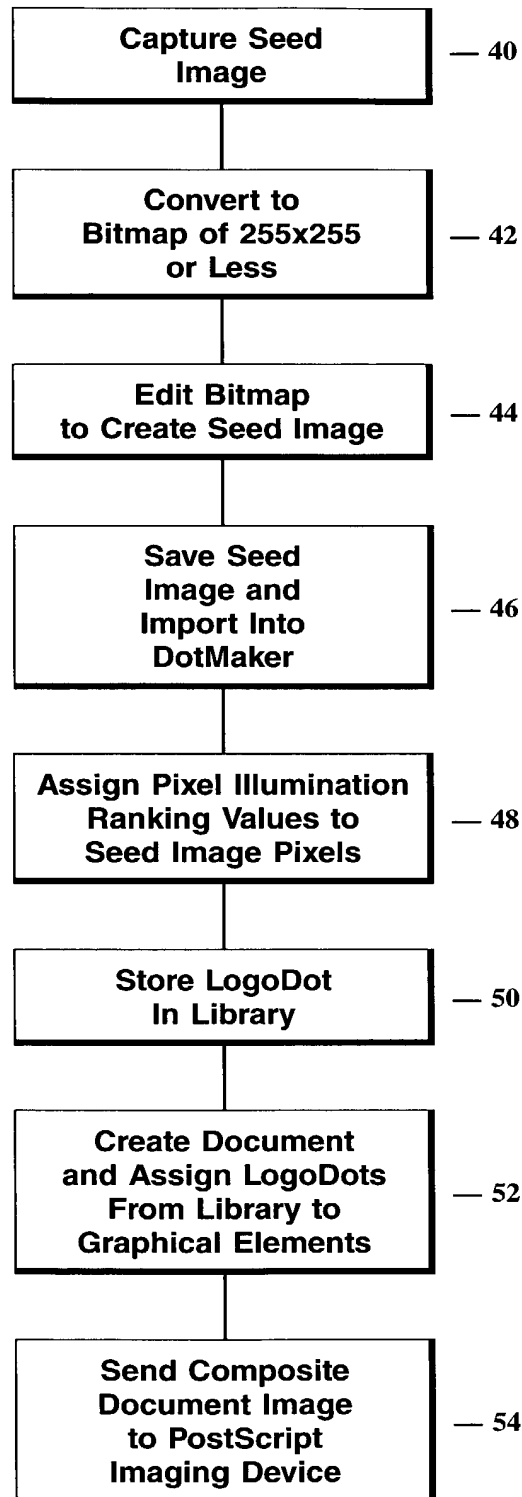 Capture Seed
Image
40
Convert to
Bitmap of 255x255
or Less
42
Edit Bitmap
to Create Seed Image
44
Save Seed
Image and
Import Into
DotMaker
46
Assign Pixel Illumination
Ranking Values to
Seed Image Pixels
48
Store LogoDot
In Library
50
Create Document
and Assign LogoDots
From Library to
Graphical Elements
52
Send Composite
Document Image
to PostScript
Imaging Device
54